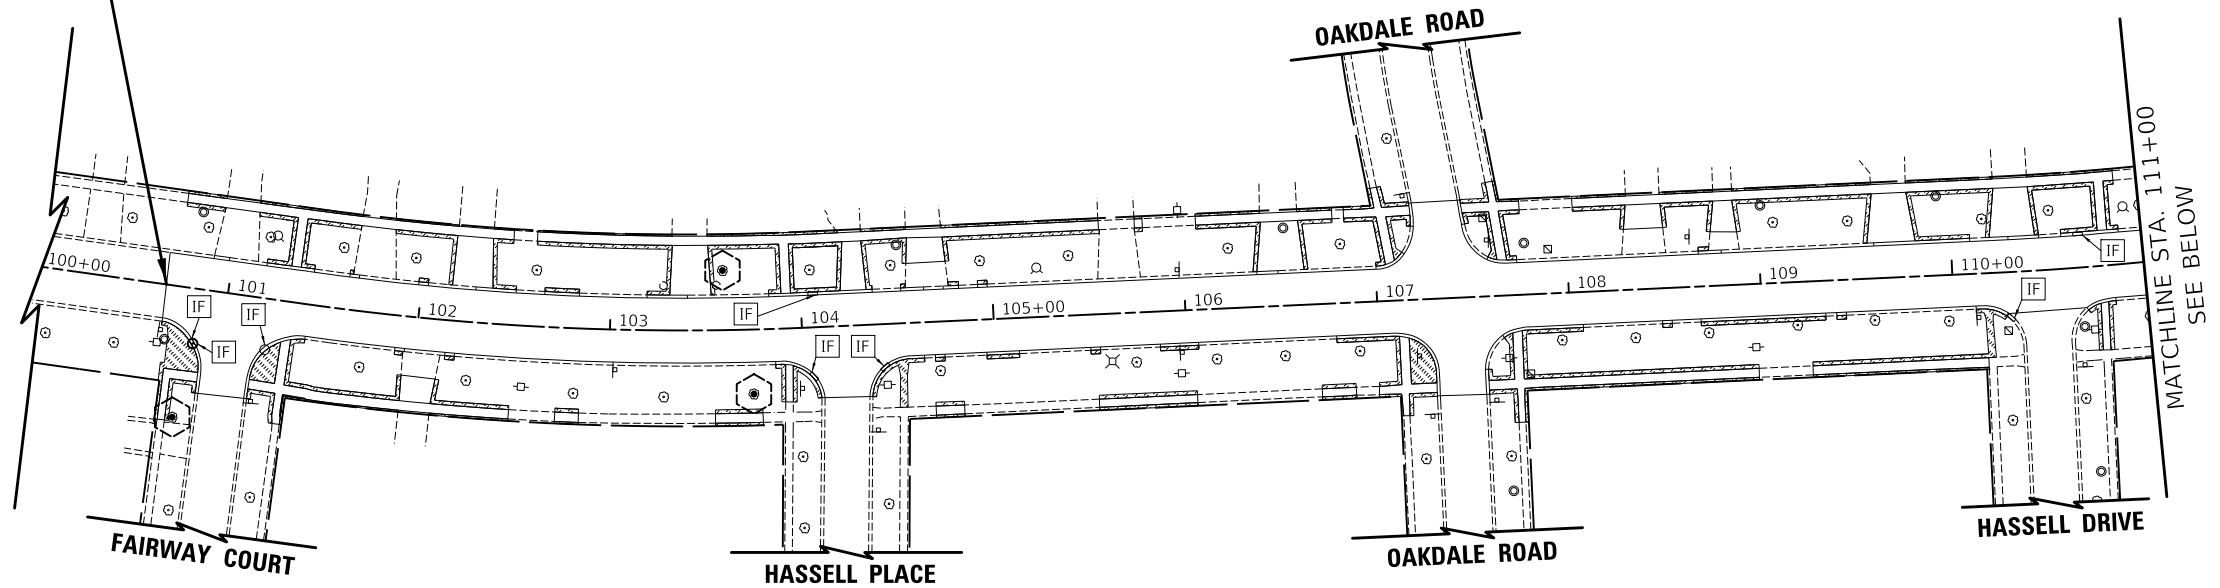 OAKDALE ROAD
100+00
101
102
103
104
105+00
106
107
108
109
110+00
IF
IF
IF
IF
IF
IF
IF
IF
MATCHLINE STA. 111+00
SEE BELOW
FAIRWAY COURT
HASSELL PLACE
OAKDALE ROAD
HASSELL DRIVE